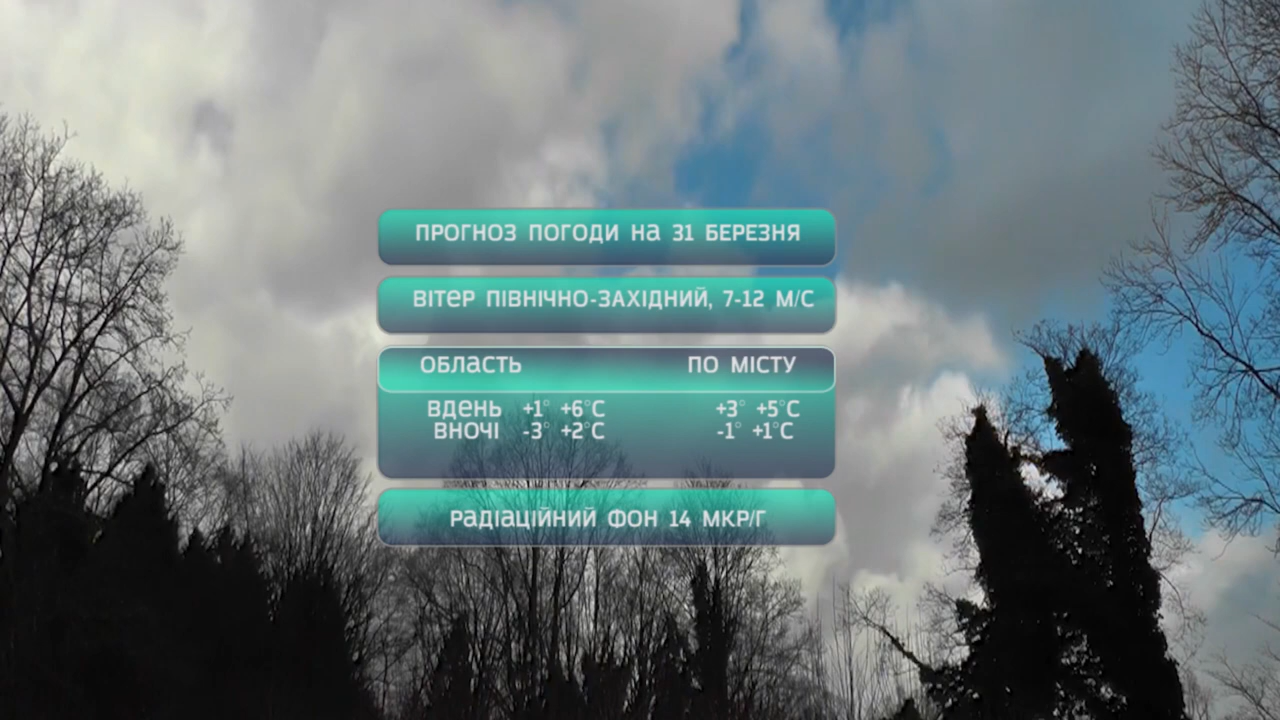 ПРОГНОЗ ПОГОДИ НА 31 БЕРЕЗНЯ
ВІТЕР ПІВНІЧНО-ЗАХІДНИЙ, 7-12 М/С
ОБЛАСТЬ ПО МІСТУ
ВДЕНЬ +1° +6°С +3° +5°С
ВНОЧІ -3° +2°С -1° +1°С
РАДІАЦІЙНИЙ ФОН 14 МКР/Г